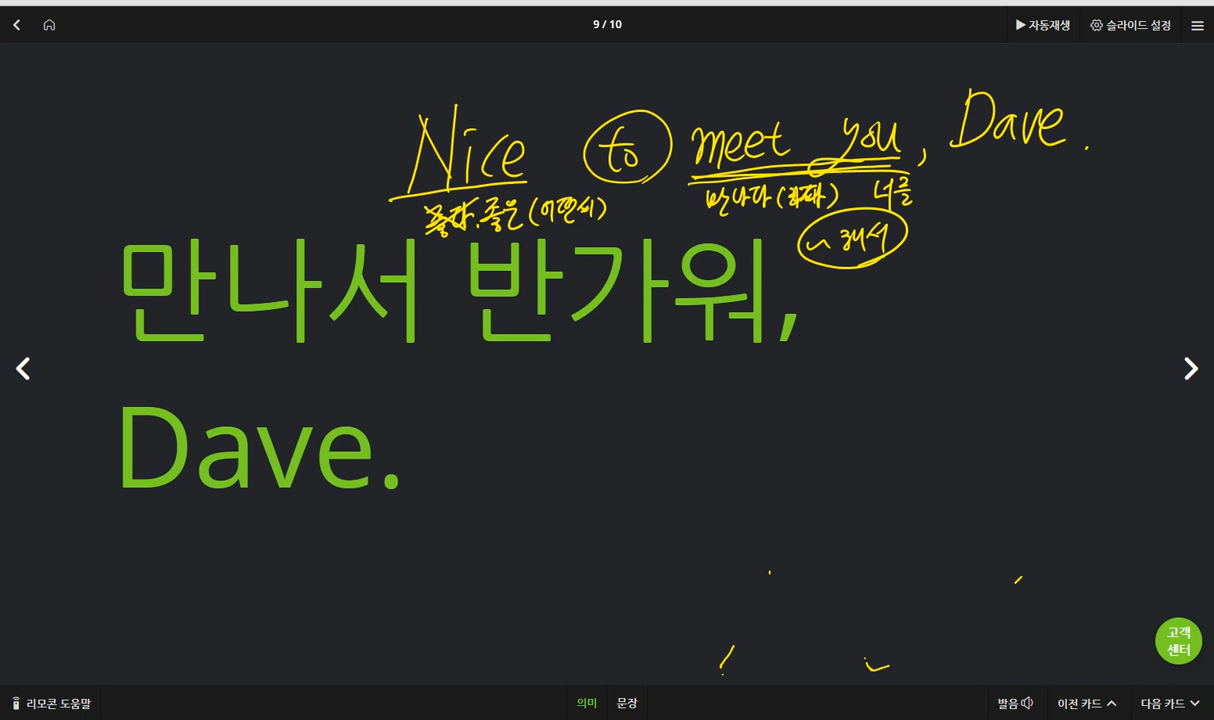 9 / 10
자동재생
슬라이드 설정
Nice to meet you, Dave.
좋은 (어떤씨)
만나다 너를
~ 해서
만나서 반가워,
Dave.
고객
센터
리모콘 도움말
의미
문장
발음
이전 카드
다음 카드